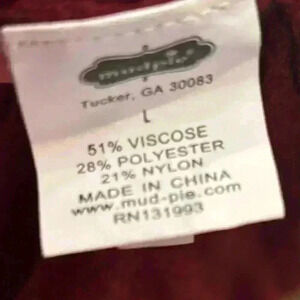 mudpie
Tucker, GA 30083
L
51% VISCOSE
28% POLYESTER
21% NYLON
MADE IN CHINA
www.mud-pie.com
RN131993